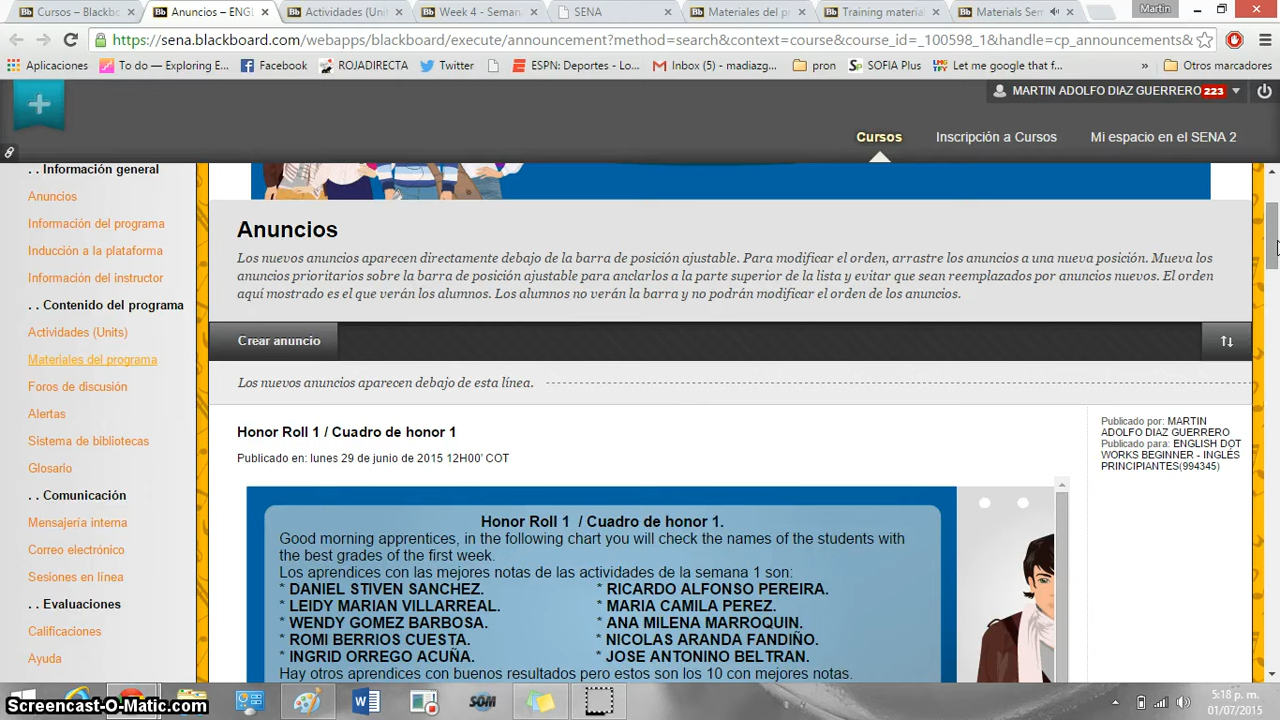 Cursos – Blackbo
Anuncios – ENGL
Actividades (Unit
Week 4 - Seman
SENA
Materiales del pr
Training material
Materials Sem
Martin
https://sena.blackboard.com/webapps/blackboard/execute/announcement?method=search&context=course&course_id=_100598_1&handle=cp_announcements&
Aplicaciones
To do — Exploring E...
Facebook
ROJADIRECTA
Twitter
ESPN: Deportes - Lo...
Inbox (5) - madiazg...
pron
SOFIA Plus
Let me google that f...
»
Otros marcadores
MARTIN ADOLFO DIAZ GUERRERO 223
Cursos
Inscripción a Cursos
Mi espacio en el SENA 2
. . Información general
Anuncios
Información del programa
Inducción a la plataforma
Información del instructor
. . Contenido del programa
Actividades (Units)
Materiales del programa
Foros de discusión
Alertas
Sistema de bibliotecas
Glosario
. . Comunicación
Mensajería interna
Correo electrónico
Sesiones en línea
. . Evaluaciones
Calificaciones
Ayuda
Anuncios
Los nuevos anuncios aparecen directamente debajo de la barra de posición ajustable. Para modificar el orden, arrastre los anuncios a una nueva posición. Mueva los
anuncios prioritarios sobre la barra de posición ajustable para anclarlos a la parte superior de la lista y evitar que sean reemplazados por anuncios nuevos. El orden
aquí mostrado es el que verán los alumnos. Los alumnos no verán la barra y no podrán modificar el orden de los anuncios.
Crear anuncio
Los nuevos anuncios aparecen debajo de esta línea.
Honor Roll 1 / Cuadro de honor 1
Publicado en: lunes 29 de junio de 2015 12H00' COT
Publicado por: MARTIN
ADOLFO DIAZ GUERRERO
Publicado para: ENGLISH DOT
WORKS BEGINNER - INGLÉS
PRINCIPIANTES(994345)
Honor Roll 1 / Cuadro de honor 1.
Good morning apprentices, in the following chart you will check the names of the students with
the best grades of the first week.
Los aprendices con las mejores notas de las actividades de la semana 1 son:
* DANIEL STIVEN SANCHEZ. * RICARDO ALFONSO PEREIRA.
* LEIDY MARIAN VILLARREAL. * MARIA CAMILA PEREZ.
* WENDY GOMEZ BARBOSA. * ANA MILENA MARROQUIN.
* ROMI BERRIOS CUESTA. * NICOLAS ARANDA FANDIÑO.
* INGRID ORREGO ACUÑA. * JOSE ANTONINO BELTRAN.
Hay otros aprendices con buenos resultados pero estos son los 10 con mejores notas.
Screencast-O-Matic.com
SOM
5:18 p. m.
01/07/2015